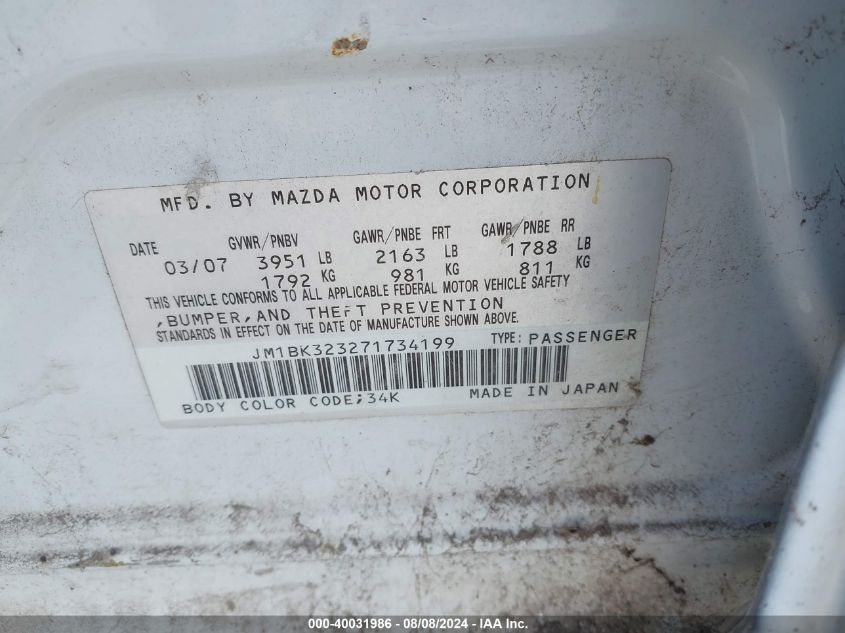 MFD. BY MAZDA MOTOR CORPORATION
DATE GVWR/PNBV GAWR/PNBE FRT GAWR/PNBE RR
03/07 3951 LB 2163 LB 1788 LB
1792 KG 981 KG 811 KG
THIS VEHICLE CONFORMS TO ALL APPLICABLE FEDERAL MOTOR VEHICLE SAFETY
,BUMPER,AND THEFT PREVENTION
STANDARDS IN EFFECT ON THE DATE OF MANUFACTURE SHOWN ABOVE.
JM1BK323271734199 TYPE: PASSENGER
BODY COLOR CODE;34K MADE IN JAPAN
000-40031986 - 08/08/2024 - IAA Inc.